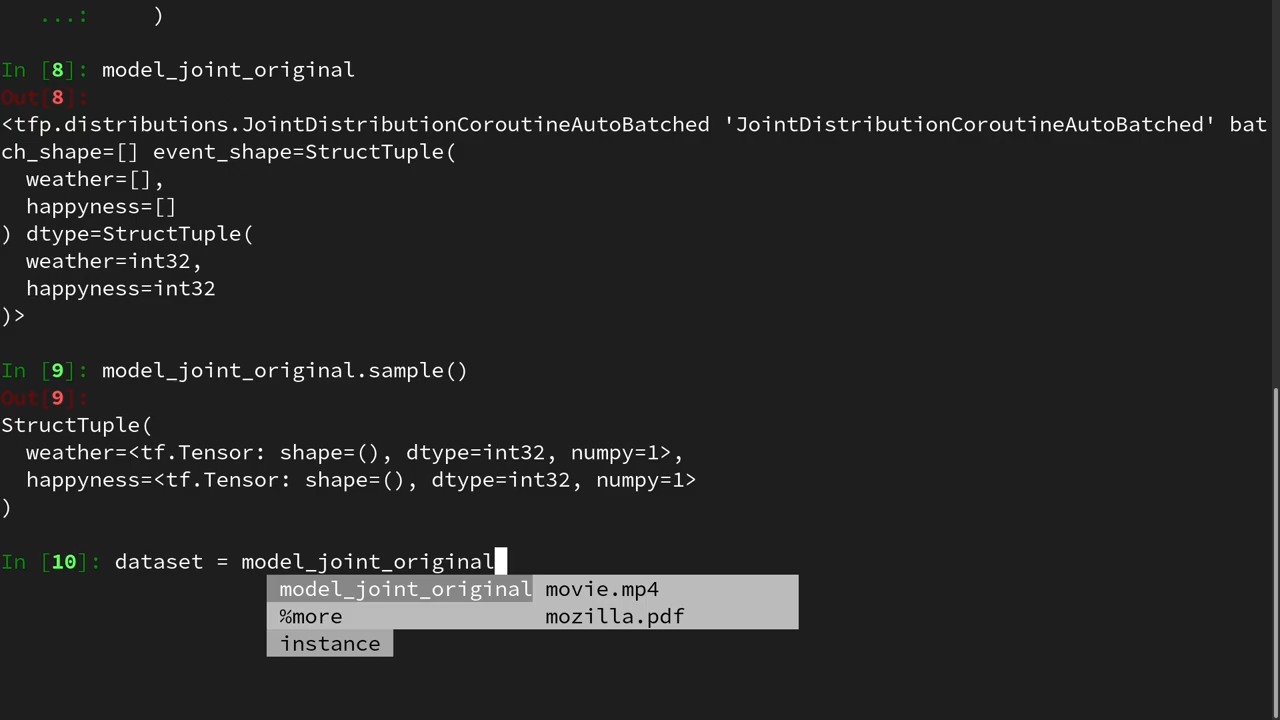 ...:     )
In [8]: model_joint_original
Out[8]:
<tfp.distributions.JointDistributionCoroutineAutoBatched 'JointDistributionCoroutineAutoBatched' bat
ch_shape=[] event_shape=StructTuple(
  weather=[],
  happyness=[]
) dtype=StructTuple(
  weather=int32,
  happyness=int32
)>
In [9]: model_joint_original.sample()
Out[9]:
StructTuple(
  weather=<tf.Tensor: shape=(), dtype=int32, numpy=1>,
  happyness=<tf.Tensor: shape=(), dtype=int32, numpy=1>
)
In [10]: dataset = model_joint_original
model_joint_original movie.mp4
%more mozilla.pdf
instance